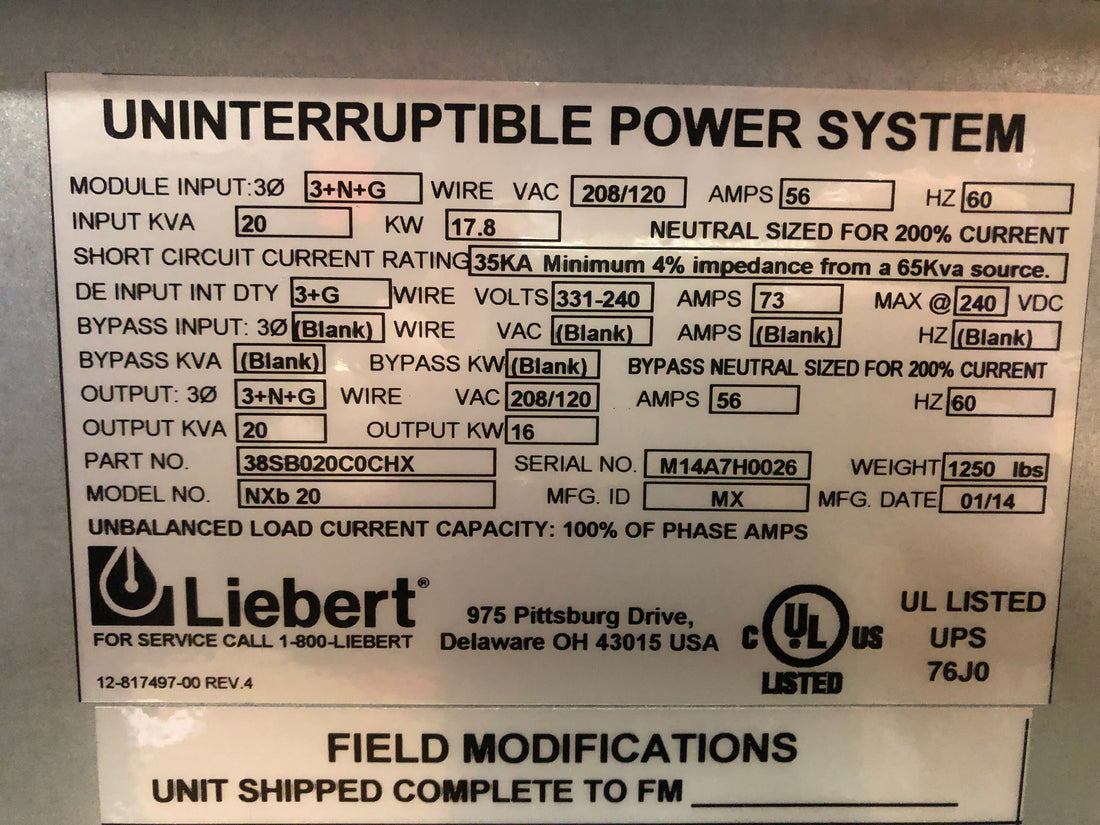 UNINTERRUPTIBLE POWER SYSTEM
MODULE INPUT:3Ø 3+N+G WIRE VAC 208/120 AMPS 56 HZ 60
INPUT KVA 20 KW 17.8 NEUTRAL SIZED FOR 200% CURRENT
SHORT CIRCUIT CURRENT RATING 35KA Minimum 4% impedance from a 65Kva source.
DE INPUT INT DTY 3+G WIRE VOLTS 331-240 AMPS 73 MAX @ 240 VDC
BYPASS INPUT: 3Ø (Blank) WIRE VAC (Blank) AMPS (Blank) HZ (Blank)
BYPASS KVA (Blank) BYPASS KW (Blank) BYPASS NEUTRAL SIZED FOR 200% CURRENT
OUTPUT: 3Ø 3+N+G WIRE VAC 208/120 AMPS 56 HZ 60
OUTPUT KVA 20 OUTPUT KW 16
PART NO. 38SB020C0CHX SERIAL NO. M14A7H0026 WEIGHT 1250 lbs
MODEL NO. NXb 20 MFG. ID MX MFG. DATE 01/14
UNBALANCED LOAD CURRENT CAPACITY: 100% OF PHASE AMPS
Liebert®
FOR SERVICE CALL 1-800-LIEBERT
975 Pittsburg Drive,
Delaware OH 43015 USA
C UL US
LISTED
UL LISTED
UPS
76J0
12-817497-00 REV.4
FIELD MODIFICATIONS
UNIT SHIPPED COMPLETE TO FM